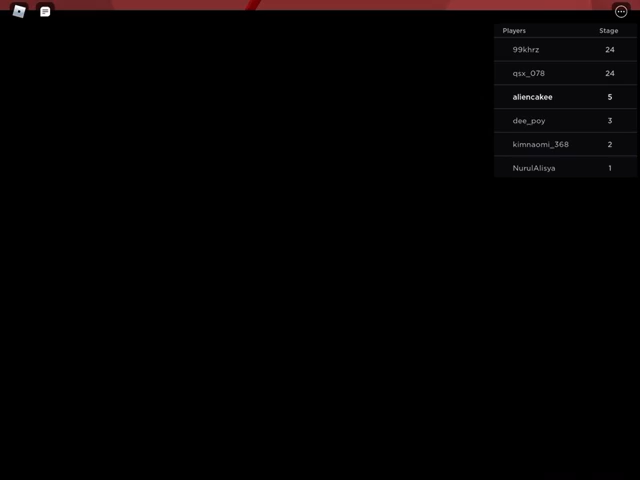 Players Stage
99khrz 24
qsx_078 24
aliencakee 5
dee_poy 3
kimnaomi_368 2
NurulAlisya 1